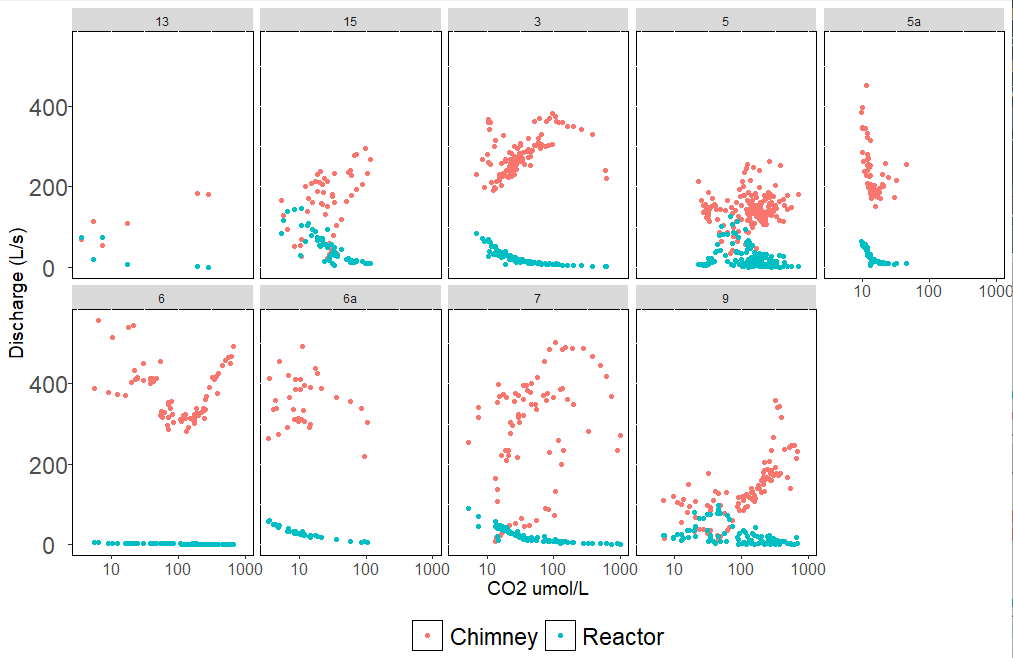 13 15 3 5 5a
400
200
0
10 100 1000
6 6a 7 9
400
200
0
10 100 1000 10 100 1000 10 100 1000 10 100 1000
Discharge (L/s)
CO2 umol/L
Chimney Reactor